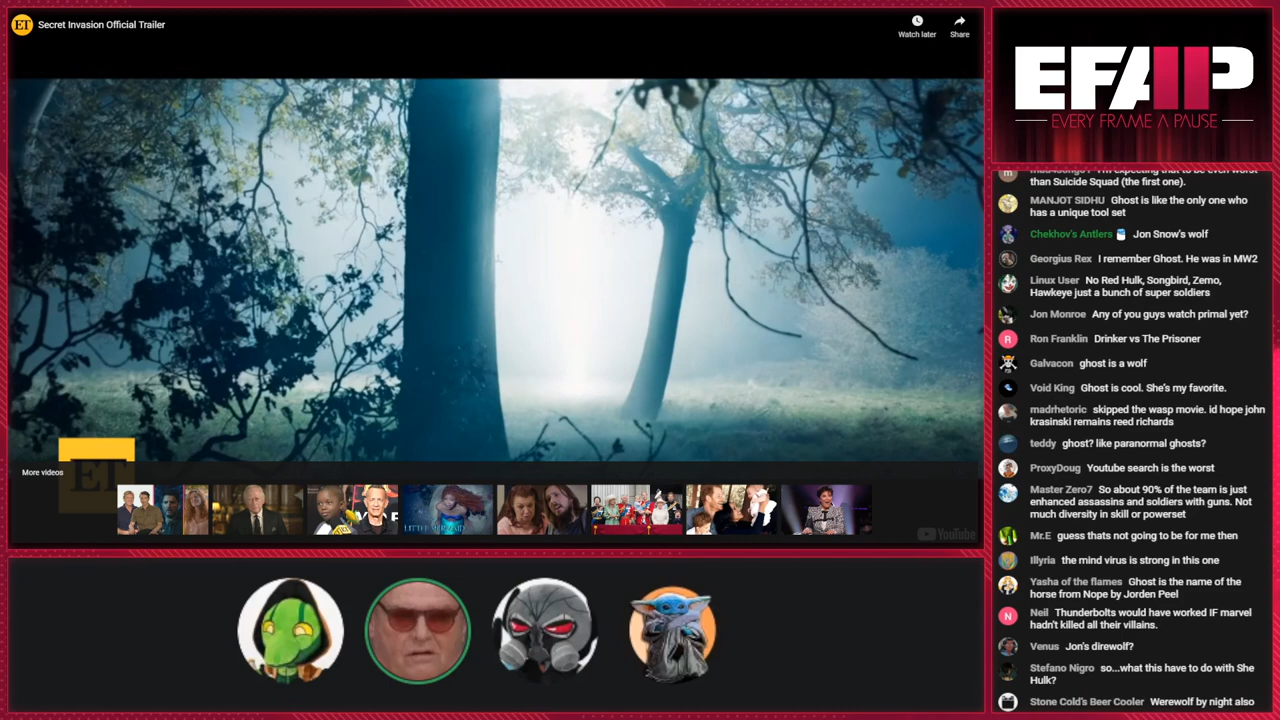 ET
Secret Invasion Official Trailer
Watch later
Share
ET
More videos
LITTLE MERMAID
YouTube
EFAP
EVERY FRAME A PAUSE
than Suicide Squad (the first one).
MANJOT SIDHU Ghost is like the only one who
has a unique tool set
Chekhov's Antlers Jon Snow's wolf
Georgius Rex I remember Ghost. He was in MW2
Linux User No Red Hulk, Songbird, Zemo,
Hawkeye just a bunch of super soldiers
Jon Monroe Any of you guys watch primal yet?
R
Ron Franklin Drinker vs The Prisoner
Galvacon ghost is a wolf
Void King Ghost is cool. She's my favorite.
madrhetoric skipped the wasp movie. id hope john
krasinski remains reed richards
teddy ghost? like paranormal ghosts?
ProxyDoug Youtube search is the worst
Master Zero7 So about 90% of the team is just
enhanced assassins and soldiers with guns. Not
much diversity in skill or powerset
Mr.E guess thats not going to be for me then
Illyria the mind virus is strong in this one
Yasha of the flames Ghost is the name of the
horse from Nope by Jorden Peel
N
Neil Thunderbolts would have worked IF marvel
hadn't killed all their villains.
Venus Jon's direwolf?
Stefano Nigro so...what this have to do with She
Hulk?
Stone Cold's Beer Cooler Werewolf by night also